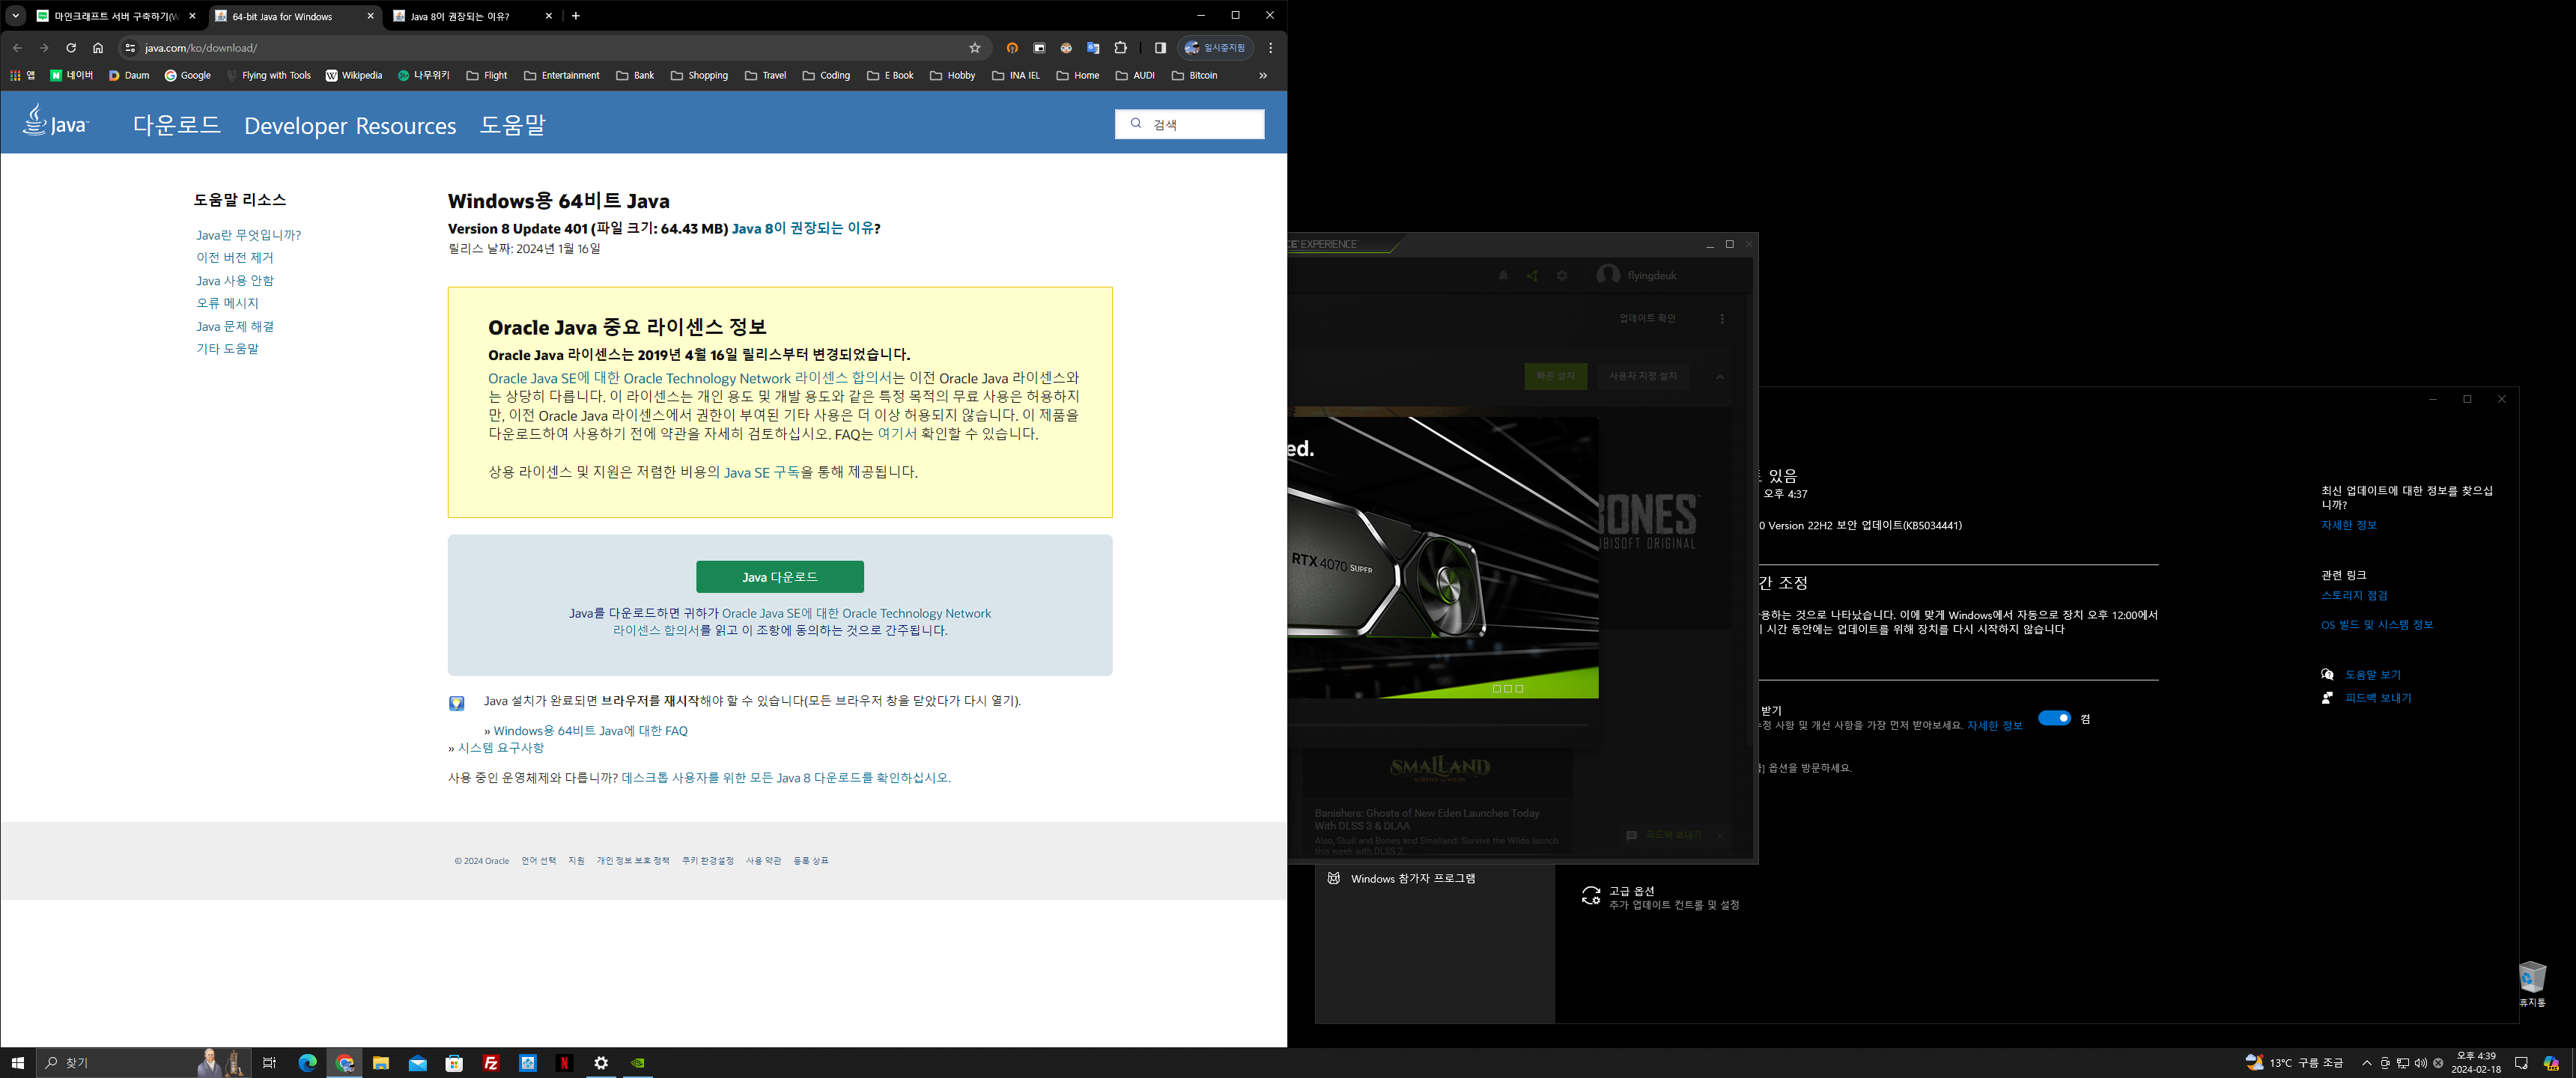 마인크래프트 서버 구축하기(W
64-bit Java for Windows
Java 8이 권장되는 이유?
java.com/ko/download/
일시중지됨
앱
네이버
Daum
Google
Flying with Tools
Wikipedia
나무위키
Flight
Entertainment
Bank
Shopping
Travel
Coding
E Book
Hobby
INA IEL
Home
AUDI
Bitcoin
Java
다운로드
Developer Resources
도움말
검색
도움말 리소스
Java란 무엇입니까?
이전 버전 제거
Java 사용 안함
오류 메시지
Java 문제 해결
기타 도움말
Windows용 64비트 Java
Version 8 Update 401 (파일 크기: 64.43 MB) Java 8이 권장되는 이유?
릴리스 날짜: 2024년 1월 16일
Oracle Java 중요 라이센스 정보
Oracle Java 라이센스는 2019년 4월 16일 릴리스부터 변경되었습니다.
Oracle Java SE에 대한 Oracle Technology Network 라이센스 합의서는 이전 Oracle Java 라이센스와
는 상당히 다릅니다. 이 라이센스는 개인 용도 및 개발 용도와 같은 특정 목적의 무료 사용은 허용하지
만, 이전 Oracle Java 라이센스에서 권한이 부여된 기타 사용은 더 이상 허용되지 않습니다. 이 제품을
다운로드하여 사용하기 전에 약관을 자세히 검토하십시오. FAQ는 여기서 확인할 수 있습니다.
상용 라이센스 및 지원은 저렴한 비용의 Java SE 구독을 통해 제공됩니다.
Java 다운로드
Java를 다운로드하면 귀하가 Oracle Java SE에 대한 Oracle Technology Network
라이센스 합의서를 읽고 이 조항에 동의하는 것으로 간주됩니다.
Java 설치가 완료되면 브라우저를 재시작해야 할 수 있습니다(모든 브라우저 창을 닫았다가 다시 열기).
» Windows용 64비트 Java에 대한 FAQ
» 시스템 요구사항
사용 중인 운영체제와 다릅니까? 데스크톱 사용자를 위한 모든 Java 8 다운로드를 확인하십시오.
© 2024 Oracle
언어 선택
지원
개인 정보 보호 정책
쿠키 환경설정
사용 약관
등록 상표
EXPERIENCE
flyingdeuk
업데이트 확인
빠른 설치
사용자 지정 설치
ed.
RTX 4070 SUPER
BONES
UBISOFT ORIGINAL
SMALLAND
Banishers: Ghosts of New Eden Launches Today
With DLSS 3 & DLAA
Also, Skull and Bones and Smalland: Survive the Wilds launch
this week with DLSS 2.
피드백 보내기
있음
오후 4:37
0 Version 22H2 보안 업데이트(KB5034441)
간 조정
용하는 것으로 나타났습니다. 이에 맞게 Windows에서 자동으로 장치 오후 12:00에서
시간 동안에는 업데이트를 위해 장치를 다시 시작하지 않습니다
받기
수정 사항 및 개선 사항을 가장 먼저 받아보세요. 자세한 정보
켬
옵션을 방문하세요.
최신 업데이트에 대한 정보를 찾으십
니까?
자세한 정보
관련 링크
스토리지 점검
OS 빌드 및 시스템 정보
도움말 보기
피드백 보내기
Windows 참가자 프로그램
고급 옵션
추가 업데이트 컨트롤 및 설정
휴지통
찾기
13°C 구름 조금
오후 4:39
2024-02-18